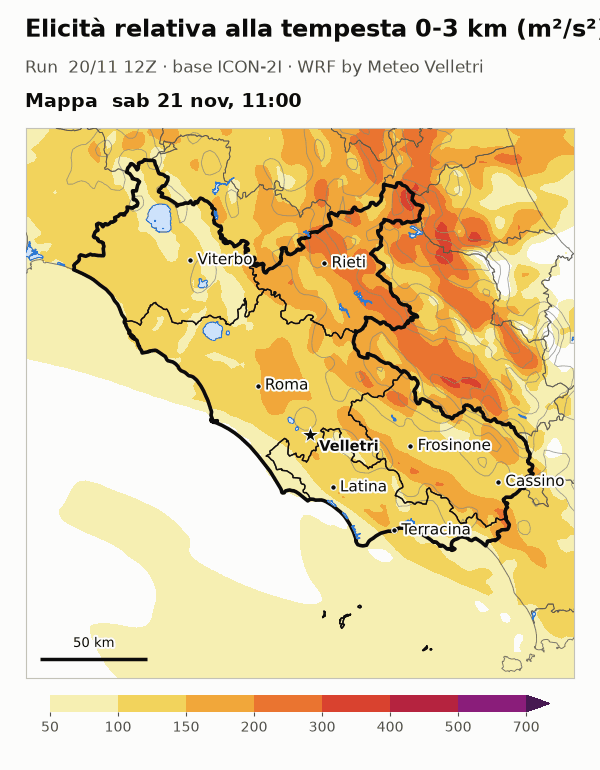 Elicità relativa alla tempesta 0-3 km (m²/s²)
Run 20/11 12Z · base ICON-2I · WRF by Meteo Velletri
Mappa sab 21 nov, 11:00
Viterbo
Rieti
Roma
Velletri
Frosinone
Cassino
Latina
Terracina
50 km
50 100 150 200 300 400 500 700